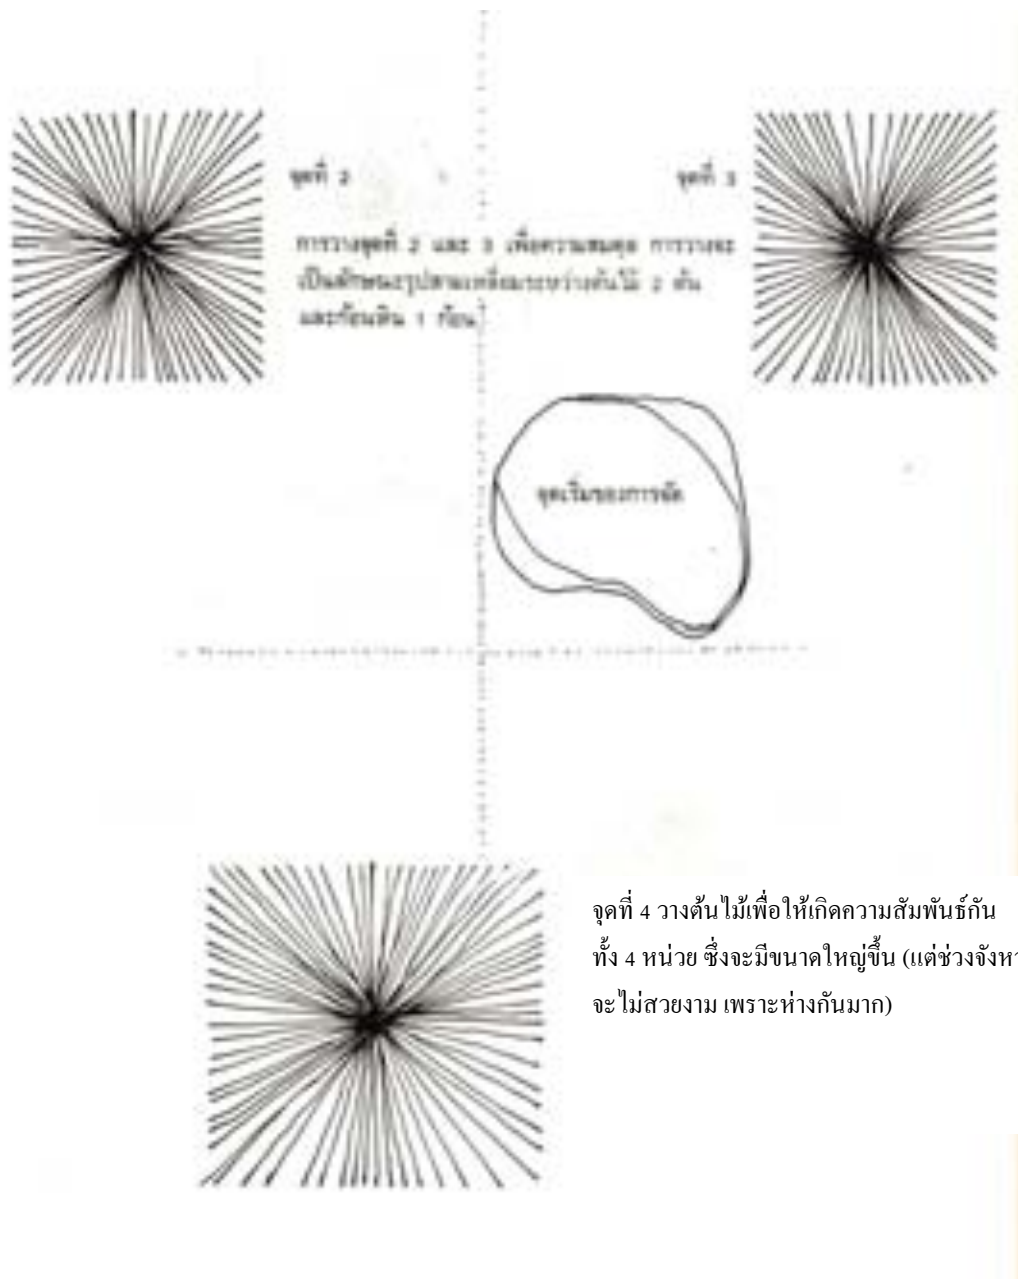 จุดที่ 2
จุดที่ 3
การวางจุดที่ 2 และ 3 เพื่อความสมดุล การวางจะ
เป็นลักษณะรูปสามเหลี่ยมระหว่างต้นไม้ 2 ต้น
และก้อนหิน 1 ก้อน
จุดเริ่มของการจัด
จุดที่ 4 วางต้นไม้เพื่อให้เกิดความสัมพันธ์กัน
ทั้ง 4 หน่วย ซึ่งจะมีขนาดใหญ่ขึ้น (แต่ช่วงจังหว
จะไม่สวยงาม เพราะห่างกันมาก)